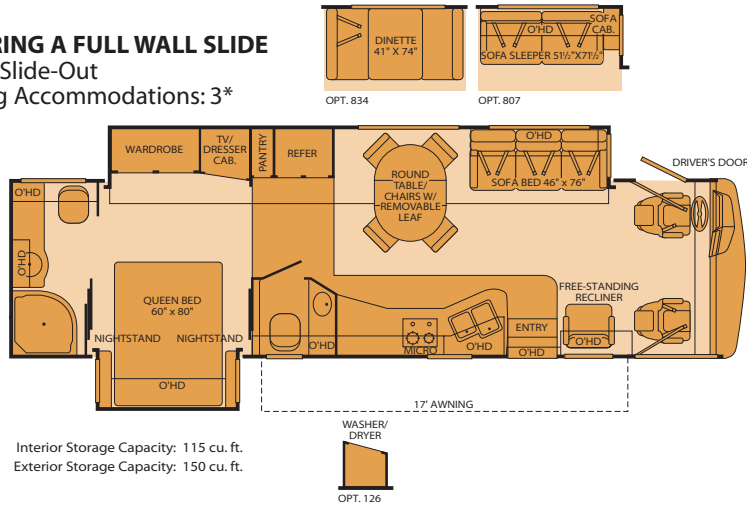 RING A FULL WALL SLIDE
Slide-Out
g Accommodations: 3*
DINETTE
41" X 74"
OPT. 834
SOFA
CAB.
O'HD
SOFA SLEEPER 51½"X71½"
OPT. 807
WARDROBE
TV/
DRESSER
CAB.
PANTRY
REFER
ROUND
TABLE/
CHAIRS W/
REMOVABLE
LEAF
O'HD
SOFA BED 46" x 76"
DRIVER'S DOOR
O'HD
O'HD
QUEEN BED
60" x 80"
NIGHTSTAND
NIGHTSTAND
O'HD
O'HD
MICRO
O'HD
ENTRY
O'HD
FREE-STANDING
RECLINER
O'HD
17' AWNING
Interior Storage Capacity: 115 cu. ft.
Exterior Storage Capacity: 150 cu. ft.
WASHER/
DRYER
OPT. 126